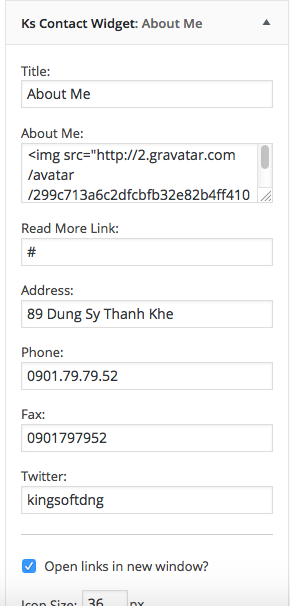 Ks Contact Widget: About Me
Title:
About Me
About Me:
<img src="http://2.gravatar.com
/avatar
/299c713a6c2dfcbfb32e82b4ff410
Read More Link:
#
Address:
89 Dung Sy Thanh Khe
Phone:
0901.79.79.52
Fax:
0901797952
Twitter:
kingsoftdng
Open links in new window?
Icon Size: 36 px